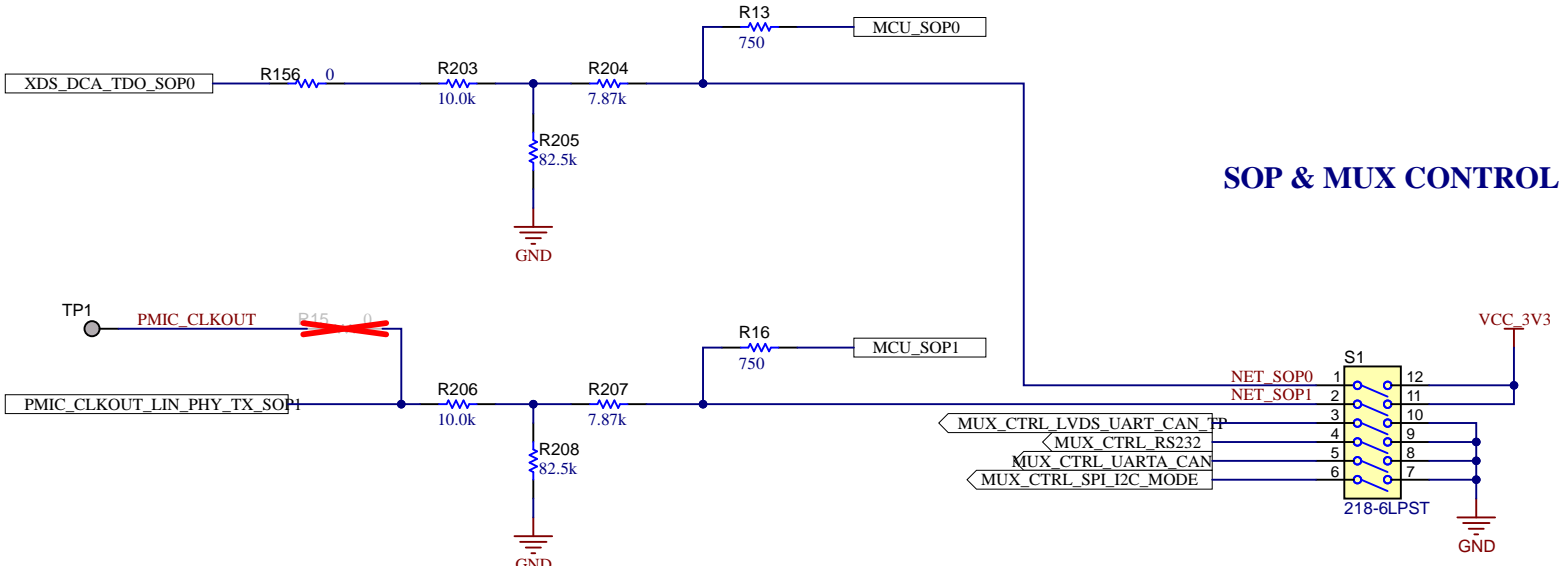 R13
750
MCU_SOP0
XDS_DCA_TDO_SOP0
R156 0
R203
10.0k
R204
7.87k
R205
82.5k
GND
SOP & MUX CONTROL
TP1
PMIC_CLKOUT
R15 0
R16
750
MCU_SOP1
PMIC_CLKOUT_LIN_PHY_TX_SOP1
R206
10.0k
R207
7.87k
R208
82.5k
GND
VCC_3V3
S1
NET_SOP0 1 12
NET_SOP1 2 11
MUX_CTRL_LVDS_UART_CAN_TP 3 10
MUX_CTRL_RS232 4 9
MUX_CTRL_UARTA_CAN 5 8
MUX_CTRL_SPI_I2C_MODE 6 7
218-6LPST
GND